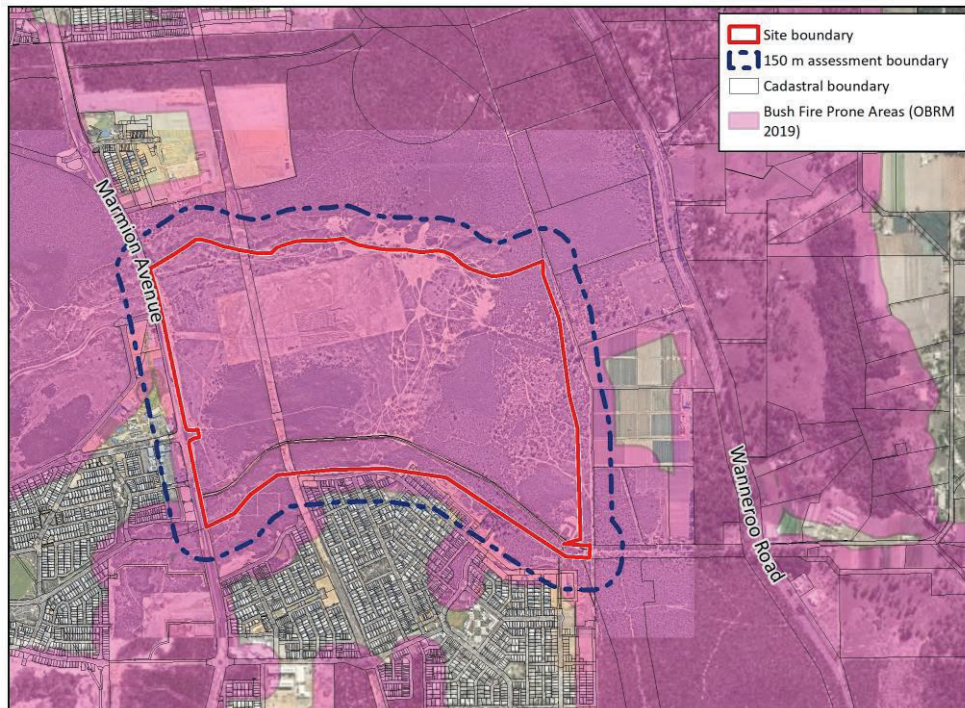 Site boundary
150 m assessment boundary
Cadastral boundary
Bush Fire Prone Areas (OBRM
2019)
Marmion Avenue
Wanneroo Road